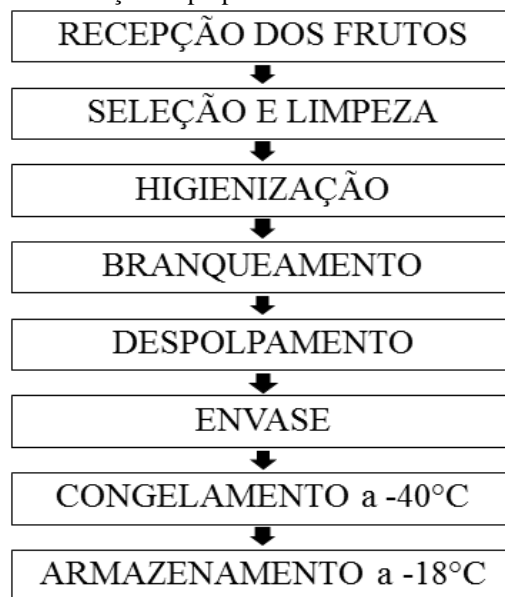 RECEPÇÃO DOS FRUTOS
SELEÇÃO E LIMPEZA
HIGIENIZAÇÃO
BRANQUEAMENTO
DESPOLPAMENTO
ENVASE
CONGELAMENTO a -40°C
ARMAZENAMENTO a -18°C